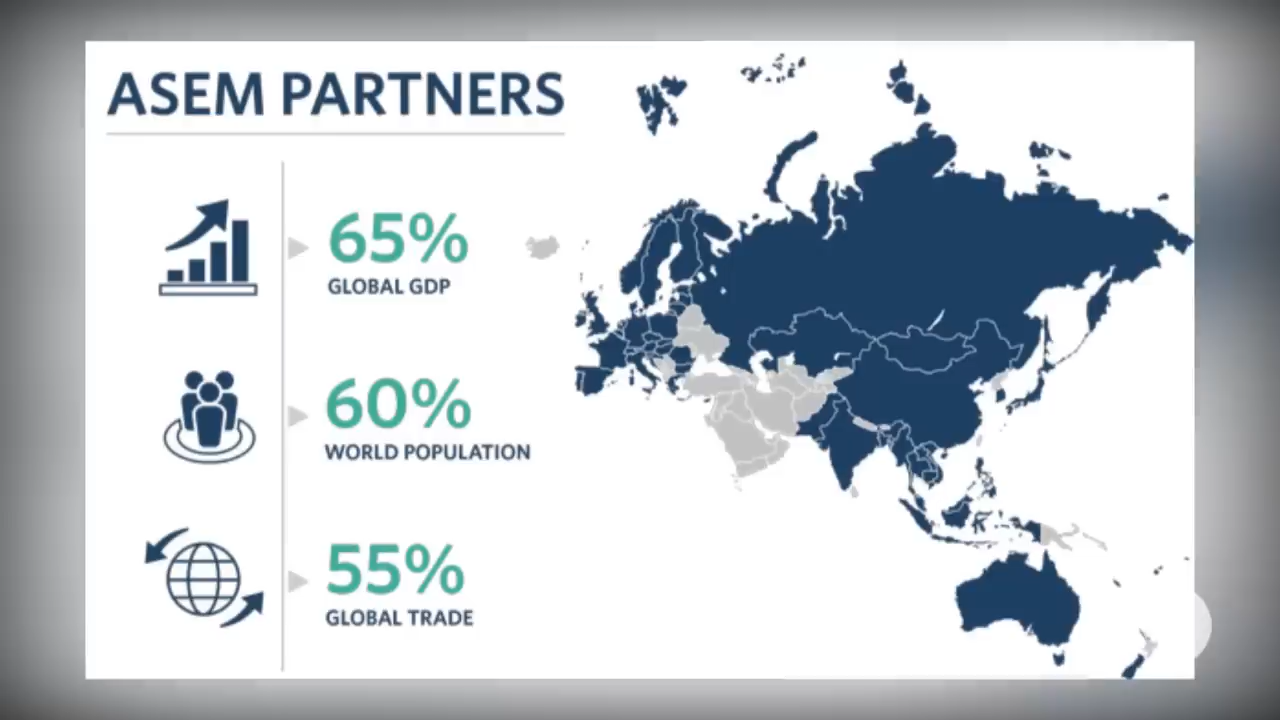 ASEM PARTNERS
65%
GLOBAL GDP
60%
WORLD POPULATION
55%
GLOBAL TRADE